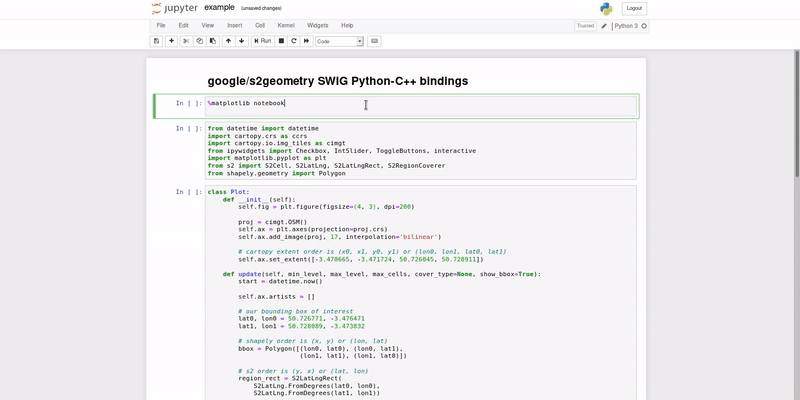 jupyter example (unsaved changes)
Logout
File Edit View Insert Cell Kernel Widgets Help
Trusted Python 3
Run Code
google/s2geometry SWIG Python-C++ bindings
In [ ]: %matplotlib notebook
In [ ]: from datetime import datetime
import cartopy.crs as ccrs
import cartopy.io.img_tiles as cimgt
from ipywidgets import Checkbox, IntSlider, ToggleButtons, interactive
import matplotlib.pyplot as plt
from s2 import S2Cell, S2LatLng, S2LatLngRect, S2RegionCoverer
from shapely.geometry import Polygon
In [ ]: class Plot:
def __init__(self):
self.fig = plt.figure(figsize=(4, 3), dpi=200)
proj = cimgt.OSM()
self.ax = plt.axes(projection=proj.crs)
self.ax.add_image(proj, 17, interpolation='bilinear')
# cartopy extent order is (x0, x1, y0, y1) or (lon0, lon1, lat0, lat1)
self.ax.set_extent([-3.478665, -3.471724, 50.726045, 50.728911])
def update(self, min_level, max_level, max_cells, cover_type=None, show_bbox=True):
start = datetime.now()
self.ax.artists = []
# our bounding box of interest
lat0, lon0 = 50.726771, -3.476471
lat1, lon1 = 50.728089, -3.473832
# shapely order is (x, y) or (lon, lat)
bbox = Polygon([(lon0, lat0), (lon0, lat1),
(lon1, lat1), (lon1, lat0)])
# s2 order is (y, x) or (lat, lon)
region_rect = S2LatLngRect(
S2LatLng.FromDegrees(lat0, lon0),
S2LatLng.FromDegrees(lat1, lon1))